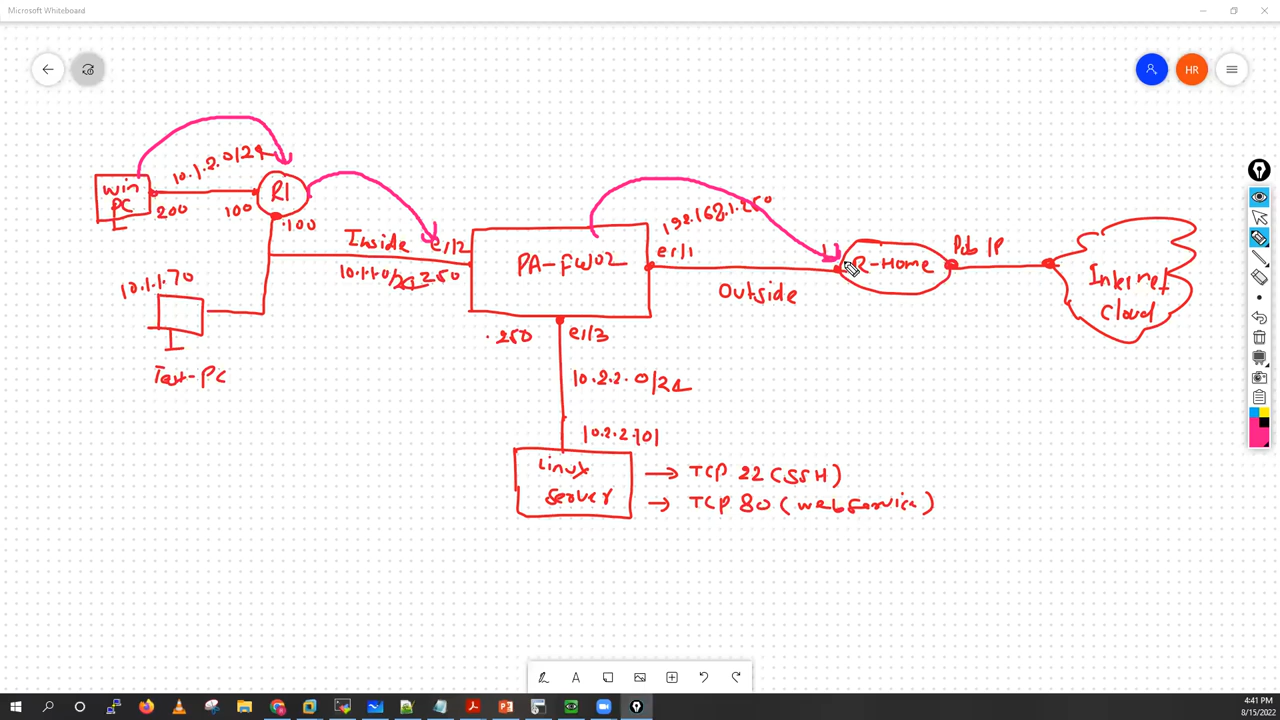 Microsoft Whiteboard
HR
10.1.2.0/24
Win
PC
200
100
R1
.100
Inside
e1/2
10.1.1.0/24
.250
10.1.1.70
Test-PC
PA-FW02
192.168.1.250
e1/1
Outside
R-Home
Pub IP
Internet
Cloud
.250
e1/3
10.2.2.0/24
10.2.2.101
Linux
Server
→ TCP 22 (SSH)
→ TCP 80 (webservice)
A
4:41 PM
8/15/2022